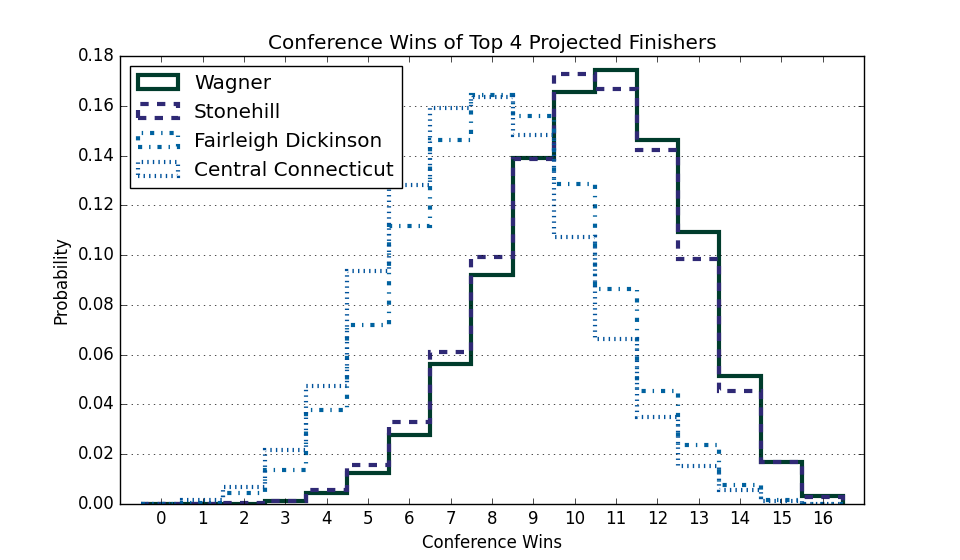 Conference Wins of Top 4 Projected Finishers
0.18
0.16
0.14
0.12
0.10
0.08
0.06
0.04
0.02
0.00
Probability
Wagner
Stonehill
Fairleigh Dickinson
Central Connecticut
0 1 2 3 4 5 6 7 8 9 10 11 12 13 14 15 16
Conference Wins